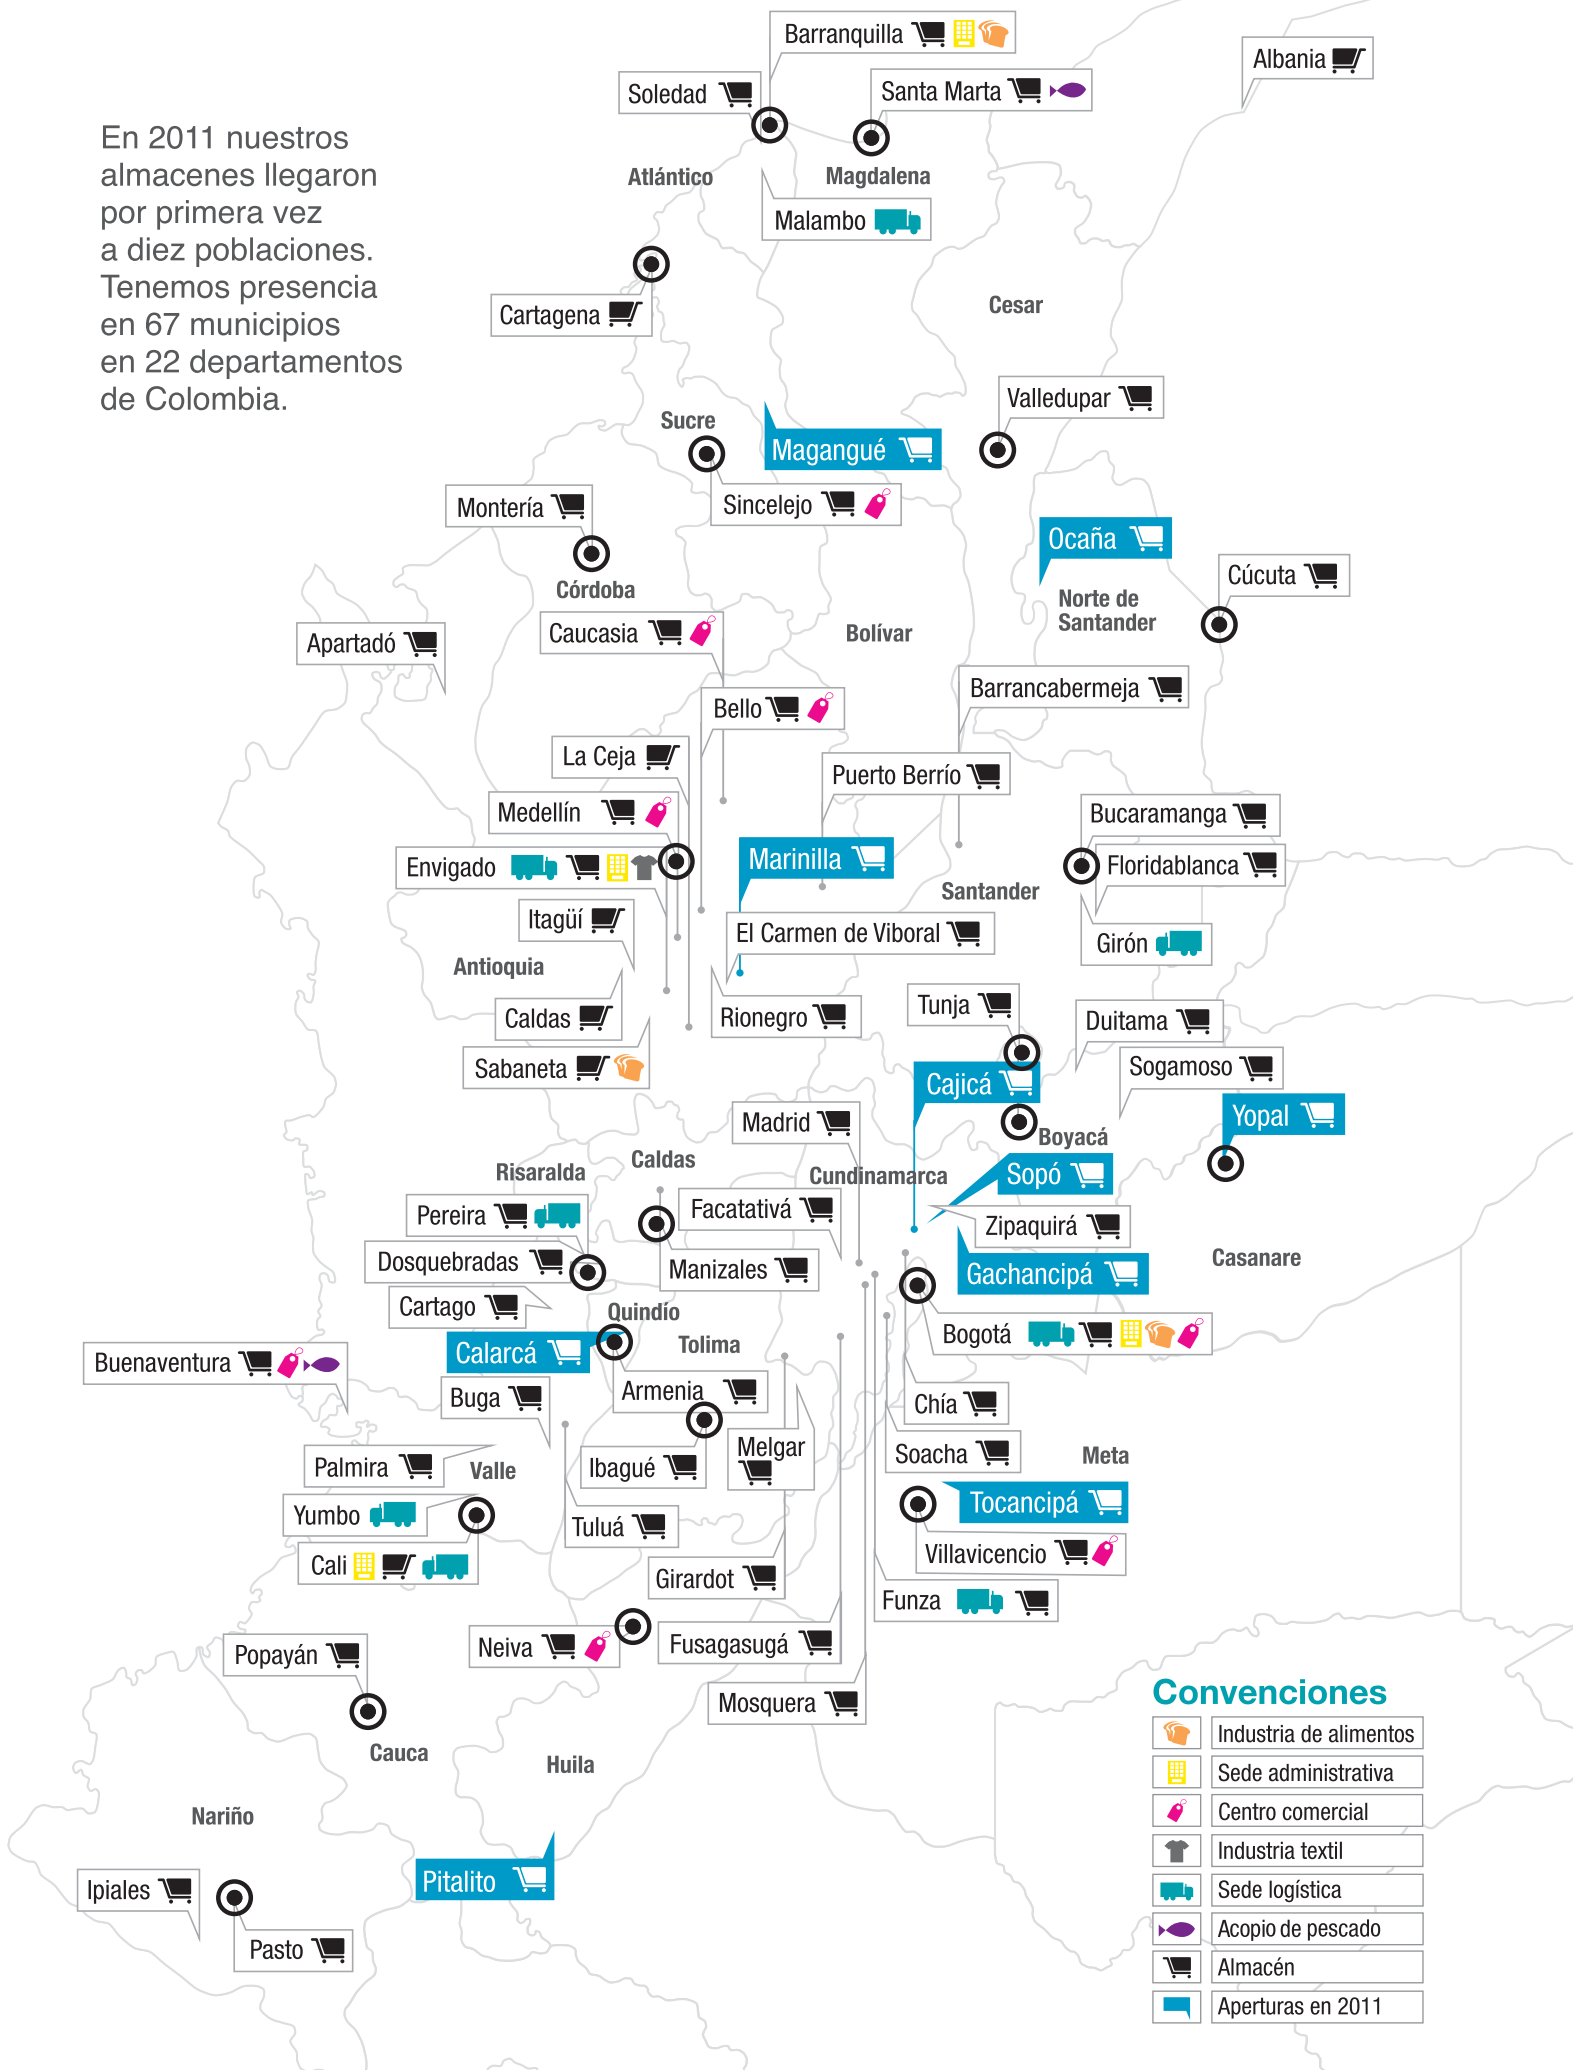 En 2011 nuestros
almacenes llegaron
por primera vez
a diez poblaciones.
Tenemos presencia
en 67 municipios
en 22 departamentos
de Colombia.
Barranquilla
Albania
Soledad
Santa Marta
Atlántico
Magdalena
Malambo
Cartagena
Cesar
Valledupar
Sucre
Magangué
Sincelejo
Montería
Ocaña
Cúcuta
Córdoba
Norte de
Santander
Caucasia
Bolívar
Apartadó
Barrancabermeja
Bello
La Ceja
Puerto Berrío
Medellín
Bucaramanga
Marinilla
Envigado
Floridablanca
Santander
Itagüí
El Carmen de Viboral
Girón
Antioquia
Caldas
Rionegro
Tunja
Duitama
Sabaneta
Sogamoso
Cajicá
Madrid
Yopal
Boyacá
Caldas
Risaralda
Cundinamarca
Sopó
Pereira
Facatativá
Zipaquirá
Dosquebradas
Manizales
Casanare
Gachancipá
Cartago
Quindío
Bogotá
Calarcá
Tolima
Buenaventura
Buga
Armenia
Chía
Melgar
Soacha
Palmira
Valle
Ibagué
Meta
Tocancipá
Yumbo
Tuluá
Villavicencio
Cali
Girardot
Funza
Neiva
Fusagasugá
Popayán
Mosquera
Cauca
Huila
Nariño
Pitalito
Ipiales
Pasto
Convenciones
Industria de alimentos
Sede administrativa
Centro comercial
Industria textil
Sede logística
Acopio de pescado
Almacén
Aperturas en 2011